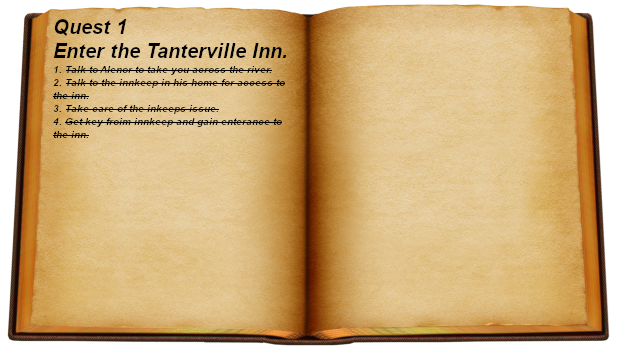 Quest 1
Enter the Tanterville Inn.
1. Talk to Alenor to take you across the river.
2. Talk to the innkeep in his home for access to
the inn.
3. Take care of the inkeeps issue.
4. Get key froim innkeep and gain enterance to
the inn.